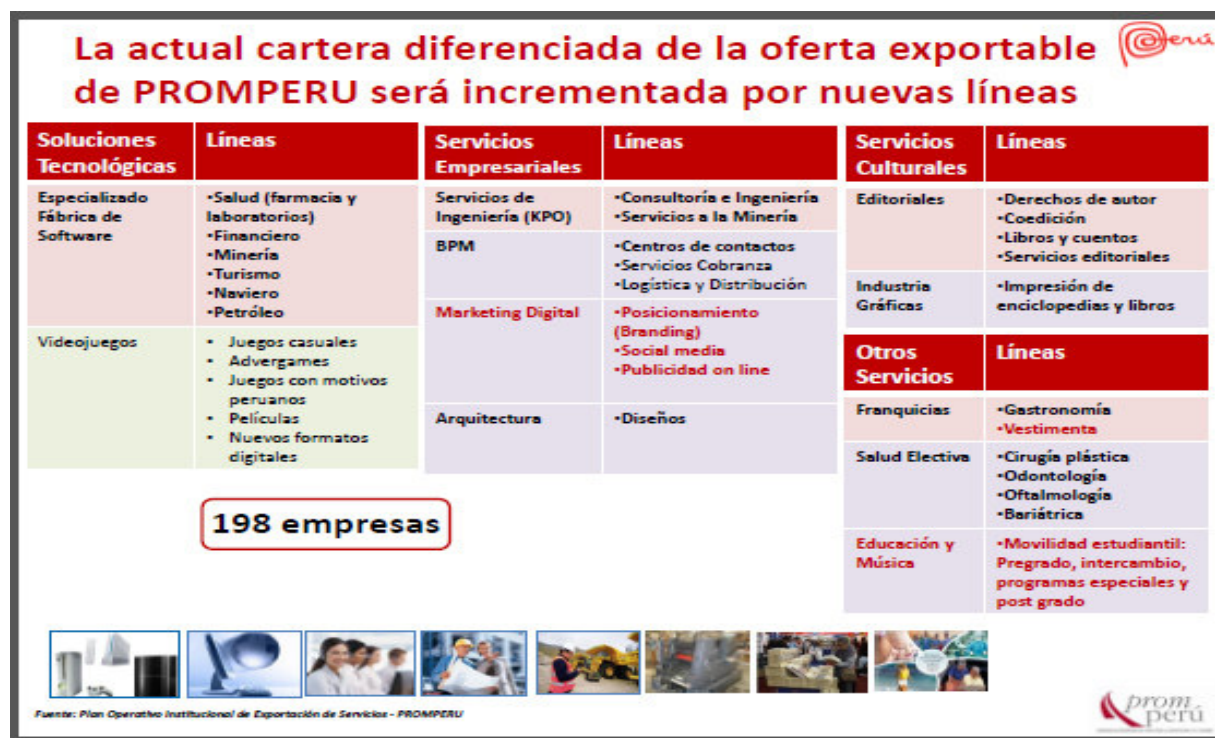 La actual cartera diferenciada de la oferta exportable
de PROMPERU será incrementada por nuevas líneas
Perú
Soluciones
Tecnológicas
Líneas
Especializado
Fábrica de
Software
•Salud (farmacia y
laboratorios)
•Financiero
•Minería
•Turismo
•Naviero
•Petróleo
Videojuegos
• Juegos casuales
• Advergames
• Juegos con motivos
peruanos
• Películas
• Nuevos formatos
digitales
Servicios
Empresariales
Líneas
Servicios de
Ingeniería (KPO)
•Consultoría e Ingeniería
•Servicios a la Minería
BPM
•Centros de contactos
•Servicios Cobranza
•Logística y Distribución
Marketing Digital
•Posicionamiento
(Branding)
•Social media
•Publicidad on line
Arquitectura
•Diseños
Servicios
Culturales
Líneas
Editoriales
•Derechos de autor
•Coedición
•Libros y cuentos
•Servicios editoriales
Industria
Gráficas
•Impresión de
enciclopedias y libros
Otros
Servicios
Líneas
Franquicias
•Gastronomía
•Vestimenta
Salud Electiva
•Cirugía plástica
•Odontología
•Oftalmología
•Bariátrica
Educación y
Música
•Movilidad estudiantil:
Pregrado, intercambio,
programas especiales y
post grado
198 empresas
Fuente: Plan Operativo Institucional de Exportación de Servicios - PROMPERU
prom
perú